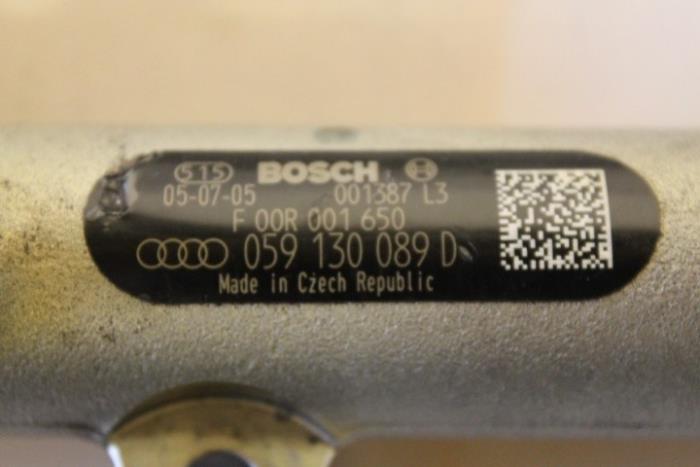 515 BOSCH
05-07-05 001387 L3
F 00R 001 650
059 130 089 D
Made in Czech Republic